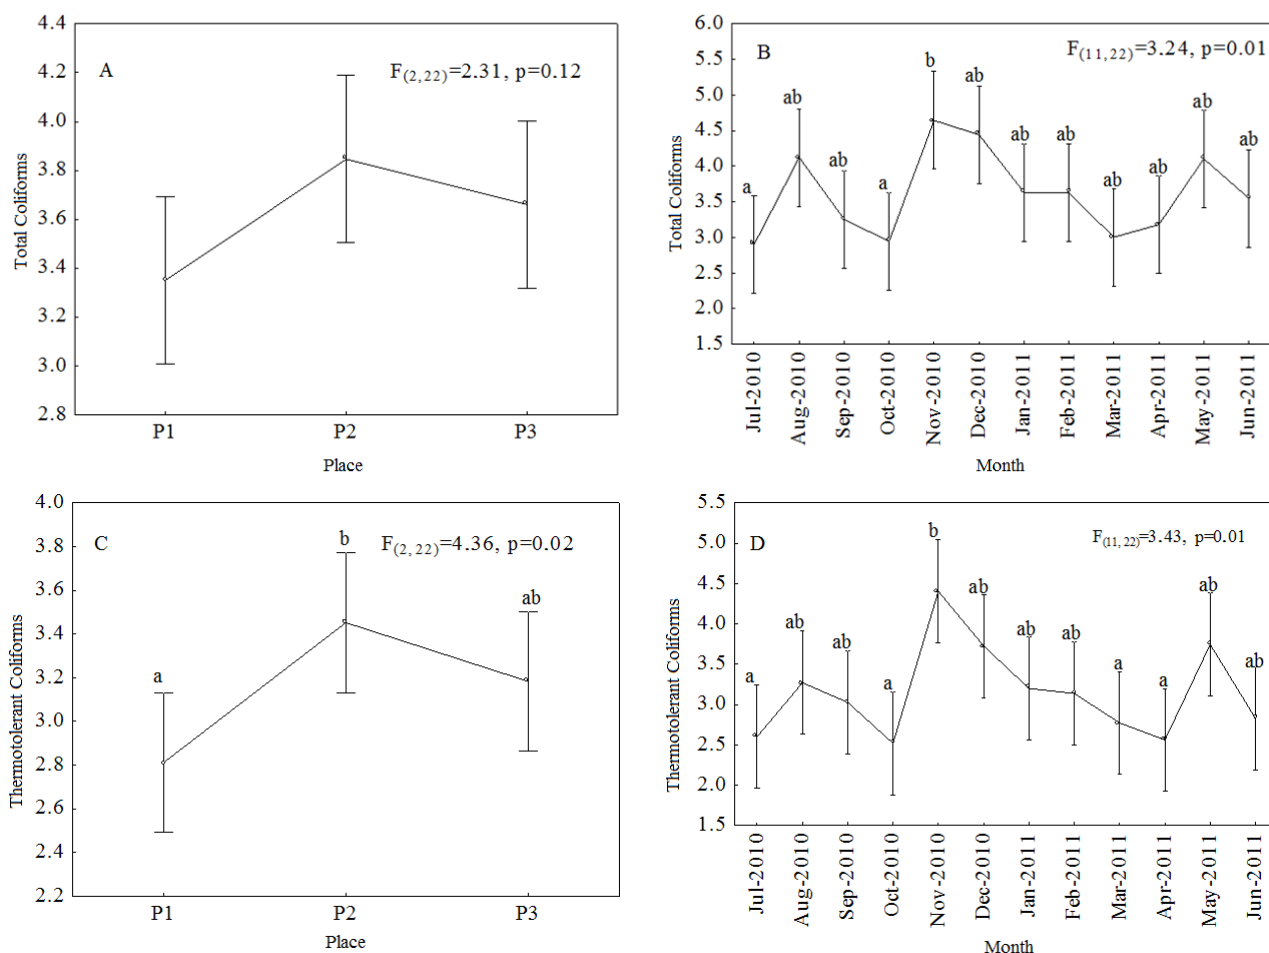 A
F(2,22)=2.31, p=0.12
Total Coliforms
4.4
4.2
4.0
3.8
3.6
3.4
3.2
3.0
2.8
P1 P2 P3
Place
B
F(11,22)=3.24, p=0.01
Total Coliforms
6.0
5.5
5.0
4.5
4.0
3.5
3.0
2.5
2.0
1.5
a ab ab a b ab ab ab ab ab ab ab
Jul-2010
Aug-2010
Sep-2010
Oct-2010
Nov-2010
Dec-2010
Jan-2011
Feb-2011
Mar-2011
Apr-2011
May-2011
Jun-2011
Month
C
F(2,22)=4.36, p=0.02
Thermotolerant Coliforms
4.0
3.8
3.6
3.4
3.2
3.0
2.8
2.6
2.4
2.2
a b ab
P1 P2 P3
Place
D
F(11,22)=3.43, p=0.01
Thermotolerant Coliforms
5.5
5.0
4.5
4.0
3.5
3.0
2.5
2.0
1.5
a ab ab a b ab ab ab a a ab ab
Jul-2010
Aug-2010
Sep-2010
Oct-2010
Nov-2010
Dec-2010
Jan-2011
Feb-2011
Mar-2011
Apr-2011
May-2011
Jun-2011
Month